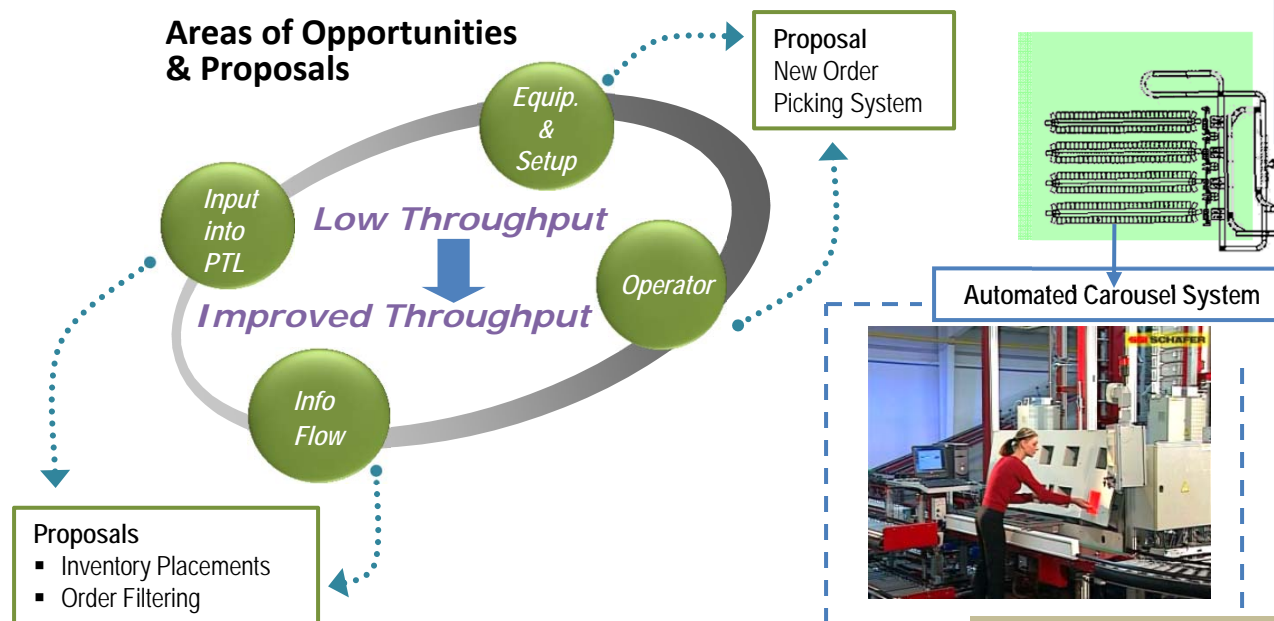 Areas of Opportunities
& Proposals
Equip.
&
Setup
Proposal
New Order
Picking System
Input
into
PTL
Low Throughput
Operator
Improved Throughput
Automated Carousel System
SCHÄFER
Info
Flow
Proposals
▪ Inventory Placements
▪ Order Filtering